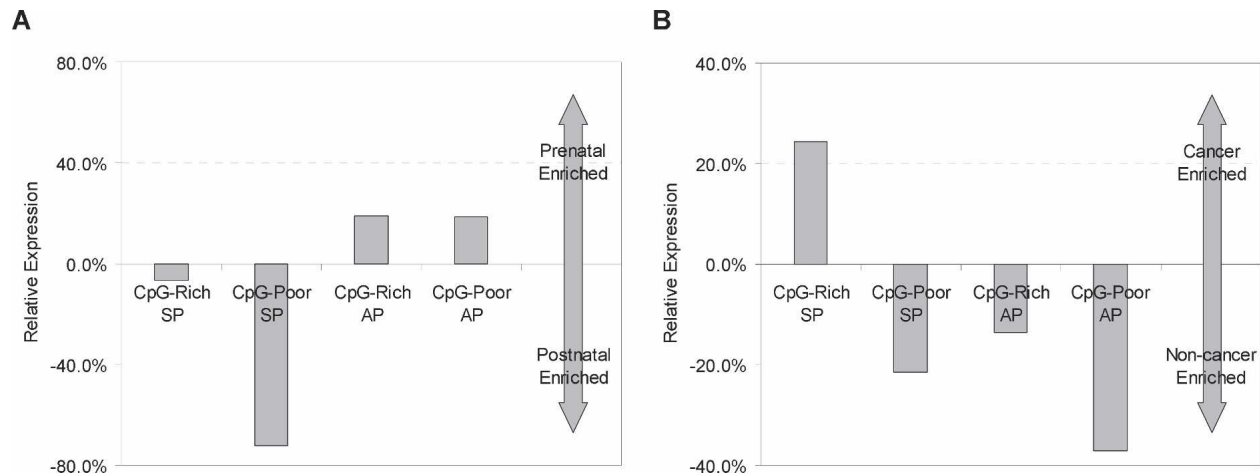 A
80.0%
40.0%
0.0%
-40.0%
-80.0%
Relative Expression
CpG-Rich
SP
CpG-Poor
SP
CpG-Rich
AP
CpG-Poor
AP
Prenatal
Enriched
Postnatal
Enriched
B
40.0%
20.0%
0.0%
-20.0%
-40.0%
Relative Expression
CpG-Rich
SP
CpG-Poor
SP
CpG-Rich
AP
CpG-Poor
AP
Cancer
Enriched
Non-cancer
Enriched